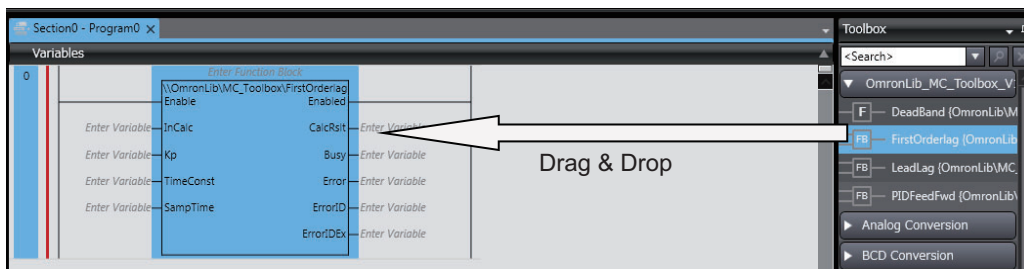 Section0 - Program0
Variables
0
Enter Function Block
\\OmronLib\MC_Toolbox\FirstOrderlag
Enable Enabled
Enter Variable InCalc CalcRslt Enter Variable
Enter Variable Kp Busy Enter Variable
Enter Variable TimeConst Error Enter Variable
Enter Variable SampTime ErrorID Enter Variable
ErrorIDEx Enter Variable
Drag & Drop
Toolbox
<Search>
OmronLib_MC_Toolbox_V
F DeadBand {OmronLib\M
FB FirstOrderlag {OmronLib
FB LeadLag {OmronLib\MC_
FB PIDFeedFwd {OmronLib\
Analog Conversion
BCD Conversion